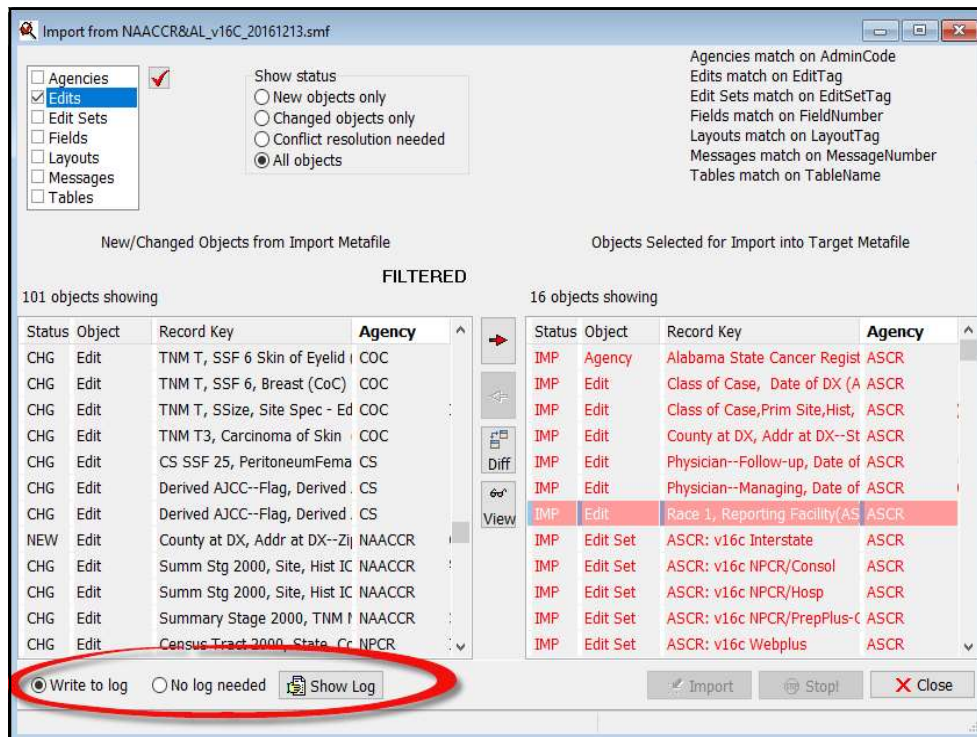 Import from NAACCR&AL_v16C_20161213.smf
Agencies
Edits
Edit Sets
Fields
Layouts
Messages
Tables
Show status
New objects only
Changed objects only
Conflict resolution needed
All objects
Agencies match on AdminCode
Edits match on EditTag
Edit Sets match on EditSetTag
Fields match on FieldNumber
Layouts match on LayoutTag
Messages match on MessageNumber
Tables match on TableName
New/Changed Objects from Import Metafile
FILTERED
101 objects showing
Status Object Record Key Agency
CHG Edit TNM T, SSF 6 Skin of Eyelid COC
CHG Edit TNM T, SSF 6, Breast (CoC) COC
CHG Edit TNM T, SSize, Site Spec - Ed COC
CHG Edit TNM T3, Carcinoma of Skin COC
CHG Edit CS SSF 25, PeritoneumFema CS
CHG Edit Derived AJCC--Flag, Derived CS
CHG Edit Derived AJCC--Flag, Derived CS
NEW Edit County at DX, Addr at DX--Zi NAACCR
CHG Edit Summ Stg 2000, Site, Hist IC NAACCR
CHG Edit Summ Stg 2000, Site, Hist IC NAACCR
CHG Edit Summary Stage 2000, TNM NAACCR
CHG Edit Census Tract 2000, State, Cc NPCR
Diff
View
Objects Selected for Import into Target Metafile
16 objects showing
Status Object Record Key Agency
IMP Agency Alabama State Cancer Regist ASCR
IMP Edit Class of Case, Date of DX (A ASCR
IMP Edit Class of Case,Prim Site,Hist, ASCR
IMP Edit County at DX, Addr at DX--St ASCR
IMP Edit Physician--Follow-up, Date of ASCR
IMP Edit Physician--Managing, Date of ASCR
IMP Edit Race 1, Reporting Facility(AS ASCR
IMP Edit Set ASCR: v16c Interstate ASCR
IMP Edit Set ASCR: v16c NPCR/Consol ASCR
IMP Edit Set ASCR: v16c NPCR/Hosp ASCR
IMP Edit Set ASCR: v16c NPCR/PrepPlus-C ASCR
IMP Edit Set ASCR: v16c Webplus ASCR
Write to log
No log needed
Show Log
Import
Stop!
Close